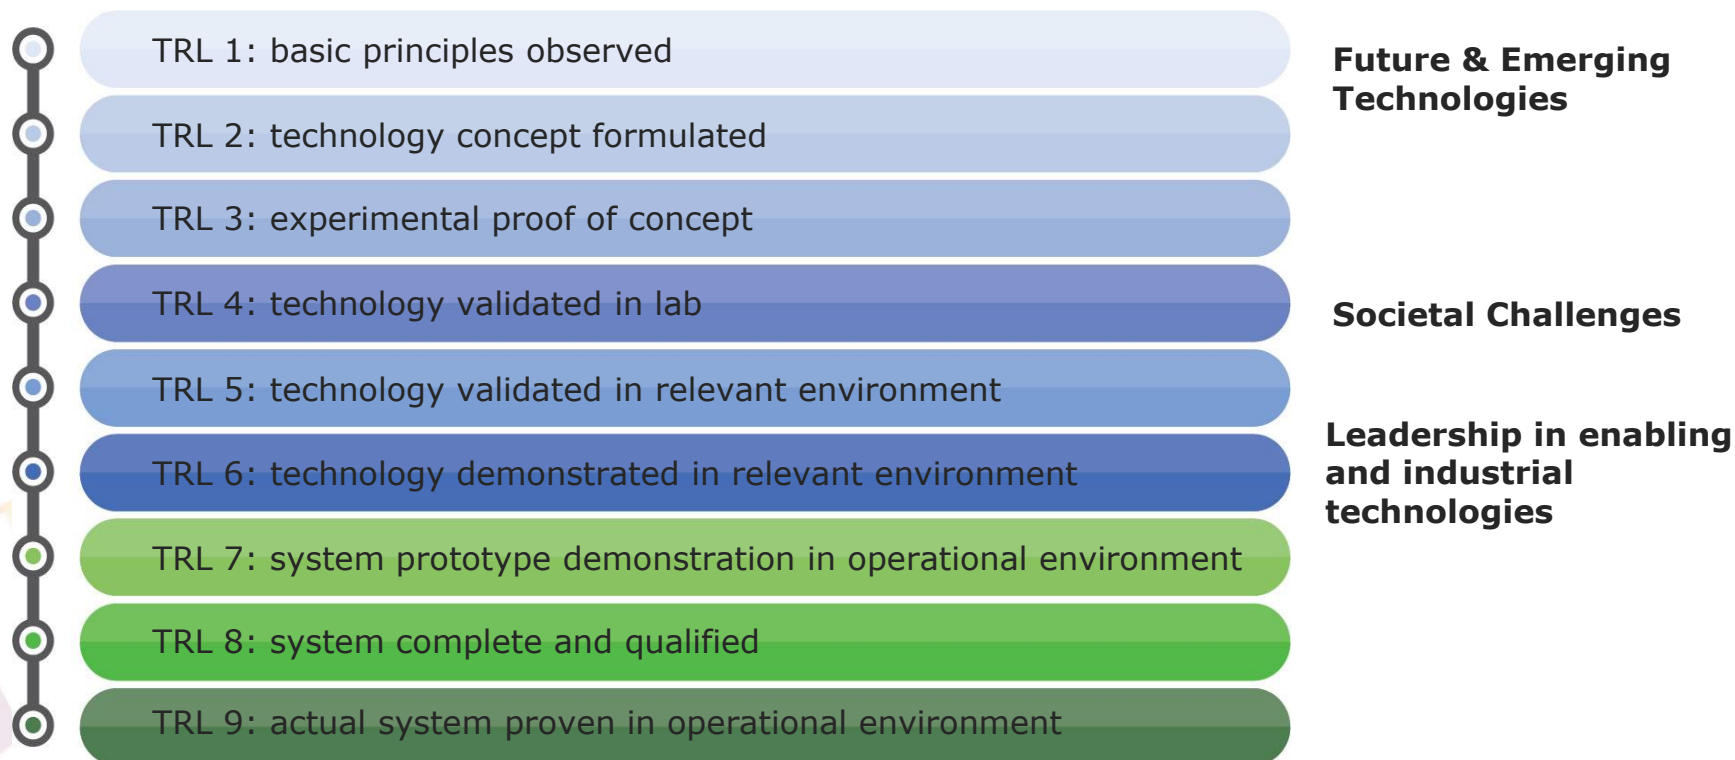 TRL 1: basic principles observed
TRL 2: technology concept formulated
TRL 3: experimental proof of concept
TRL 4: technology validated in lab
TRL 5: technology validated in relevant environment
TRL 6: technology demonstrated in relevant environment
TRL 7: system prototype demonstration in operational environment
TRL 8: system complete and qualified
TRL 9: actual system proven in operational environment
Future & Emerging
Technologies
Societal Challenges
Leadership in enabling
and industrial
technologies